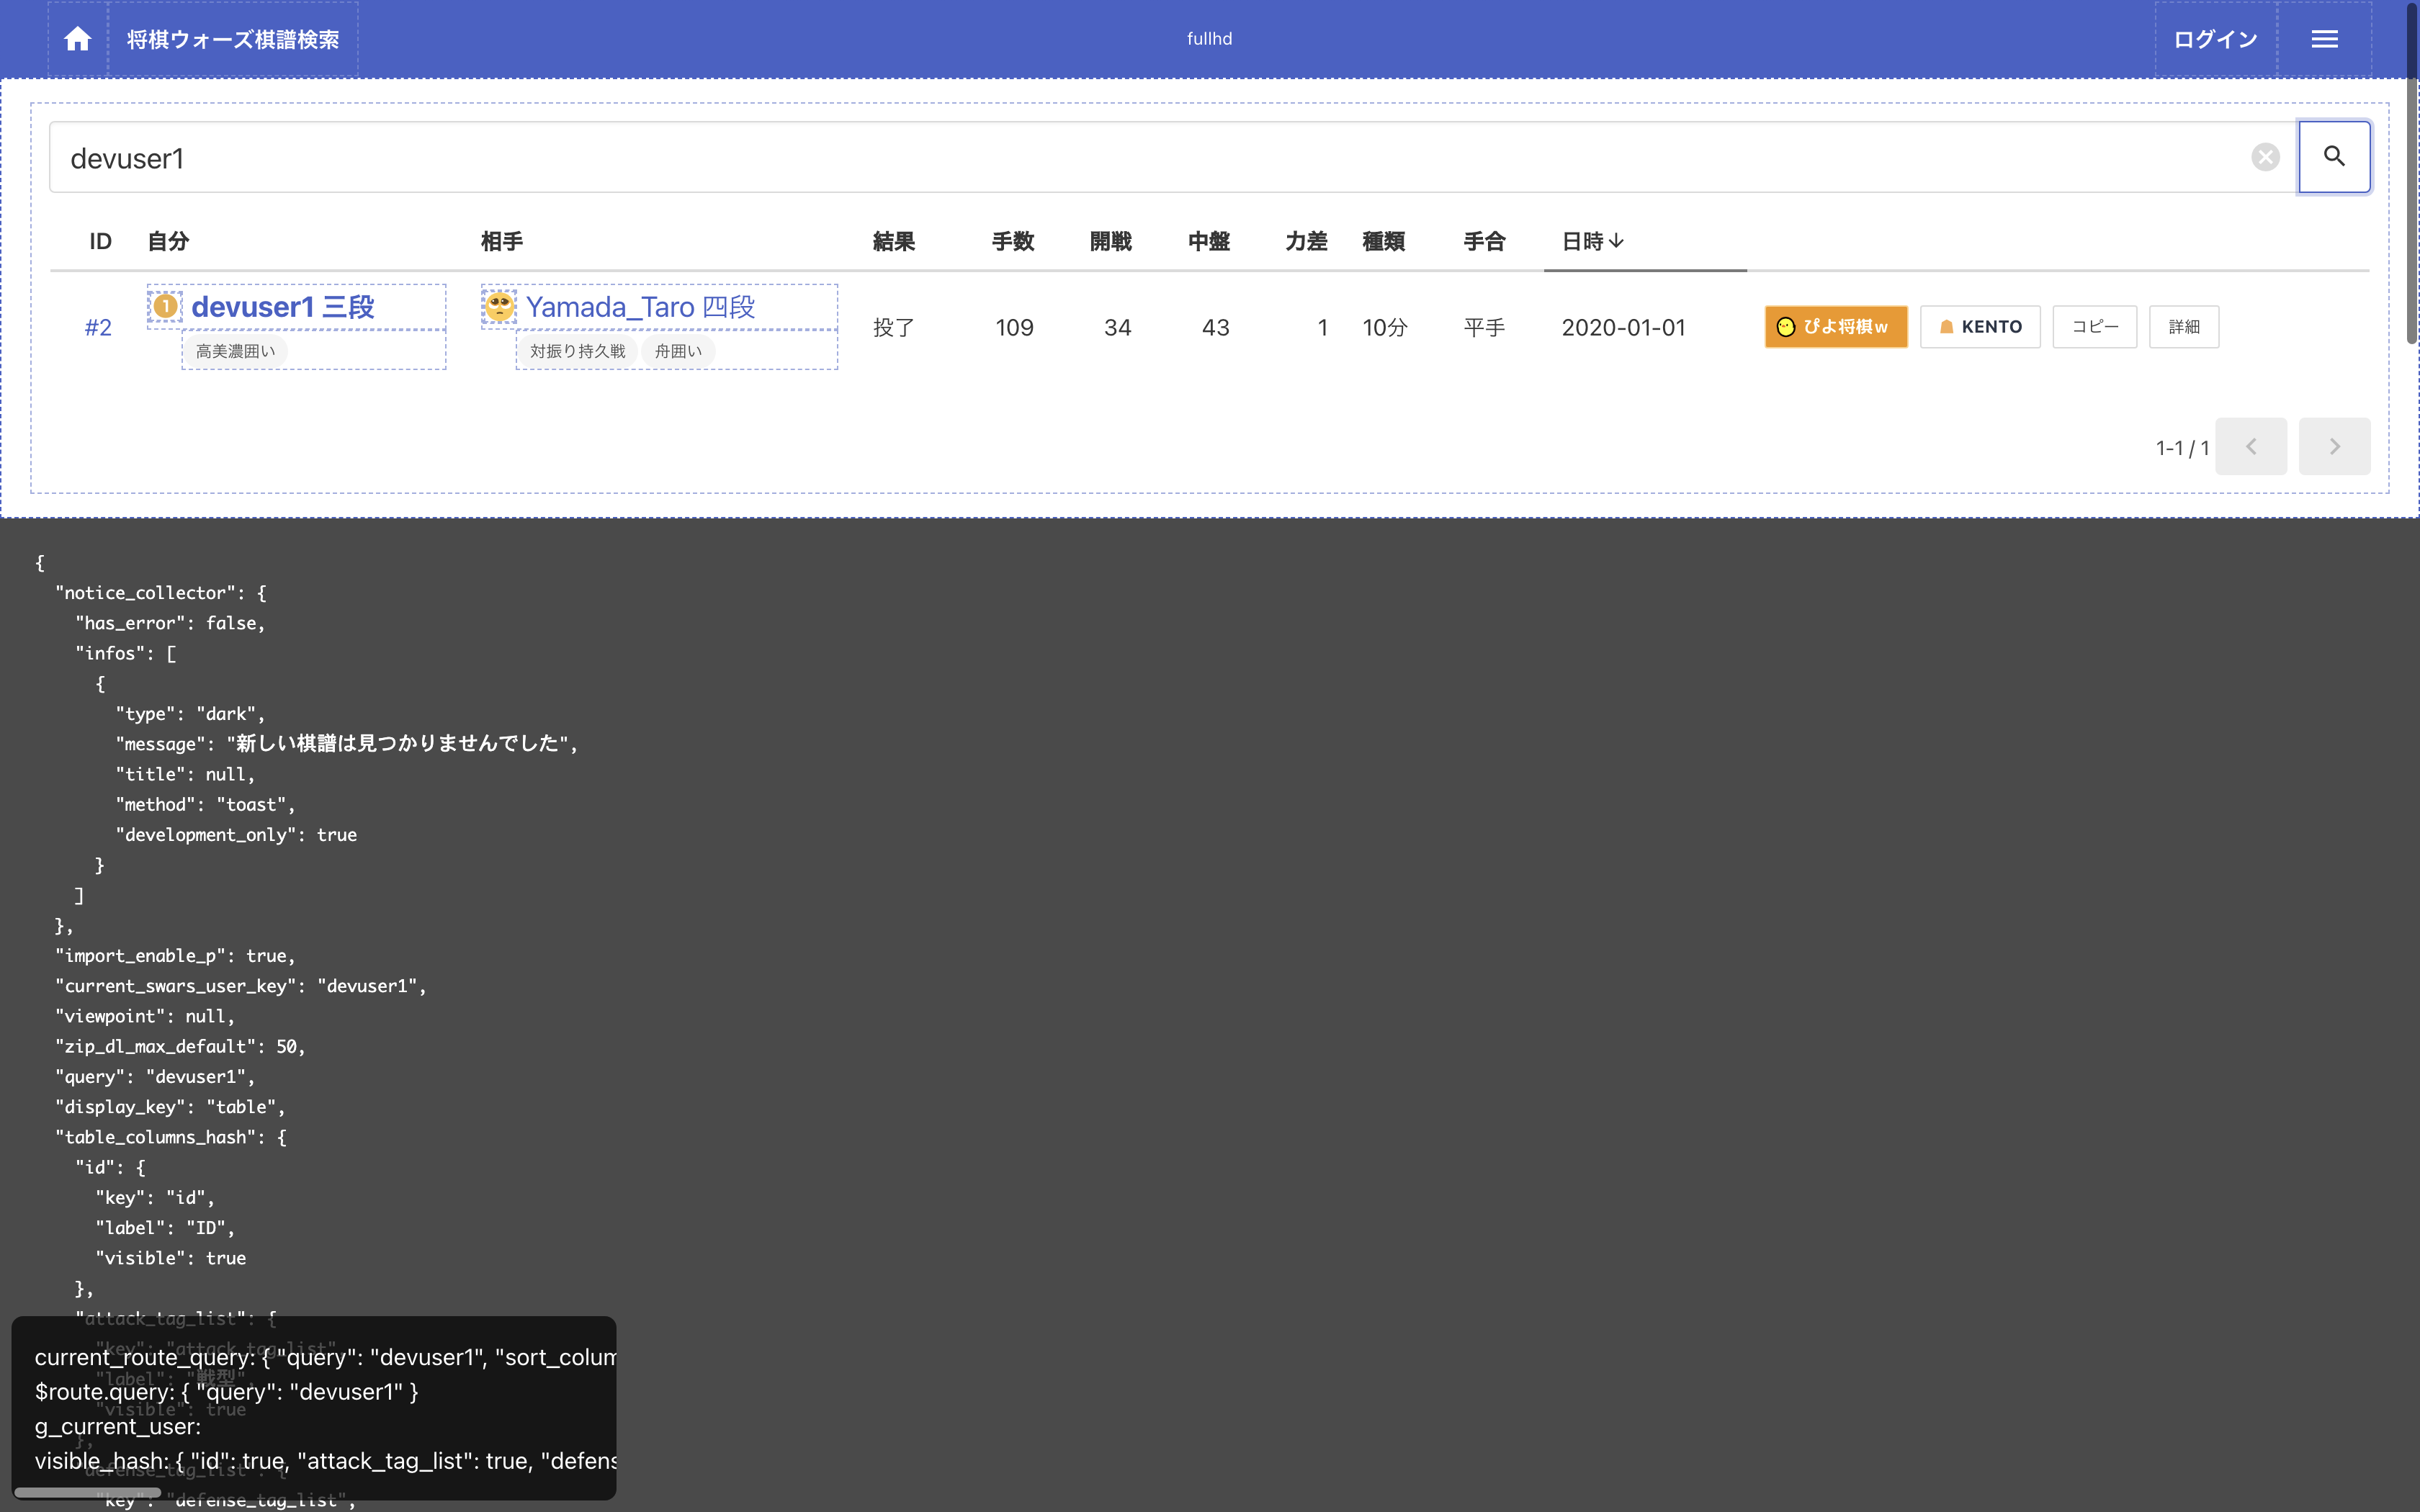 将棋ウォーズ棋譜検索 fullhd ログイン
devuser1
ID 自分 相手 結果 手数 開戦 中盤 力差 種類 手合 日時
#2 1 devuser1 三段 Yamada_Taro 四段 投了 109 34 43 1 10分 平手 2020-01-01 ぴよ将棋w KENTO コピー 詳細
高美濃囲い 対振り持久戦 舟囲い
1-1 / 1
{
"notice_collector": {
"has_error": false,
"infos": [
{
"type": "dark",
"message": "新しい棋譜は見つかりませんでした",
"title": null,
"method": "toast",
"development_only": true
}
]
},
"import_enable_p": true,
"current_swars_user_key": "devuser1",
"viewpoint": null,
"zip_dl_max_default": 50,
"query": "devuser1",
"display_key": "table",
"table_columns_hash": {
"id": {
"key": "id",
"label": "ID",
"visible": true
},
"attack_tag_list": {
"key": "attack_tag_list",
"label": "戦型",
"visible": true
},
"defense_tag_list": {
"key": "defense_tag_list",
current_route_query: { "query": "devuser1", "sort_colum
$route.query: { "query": "devuser1" }
g_current_user:
visible_hash: { "id": true, "attack_tag_list": true, "defens